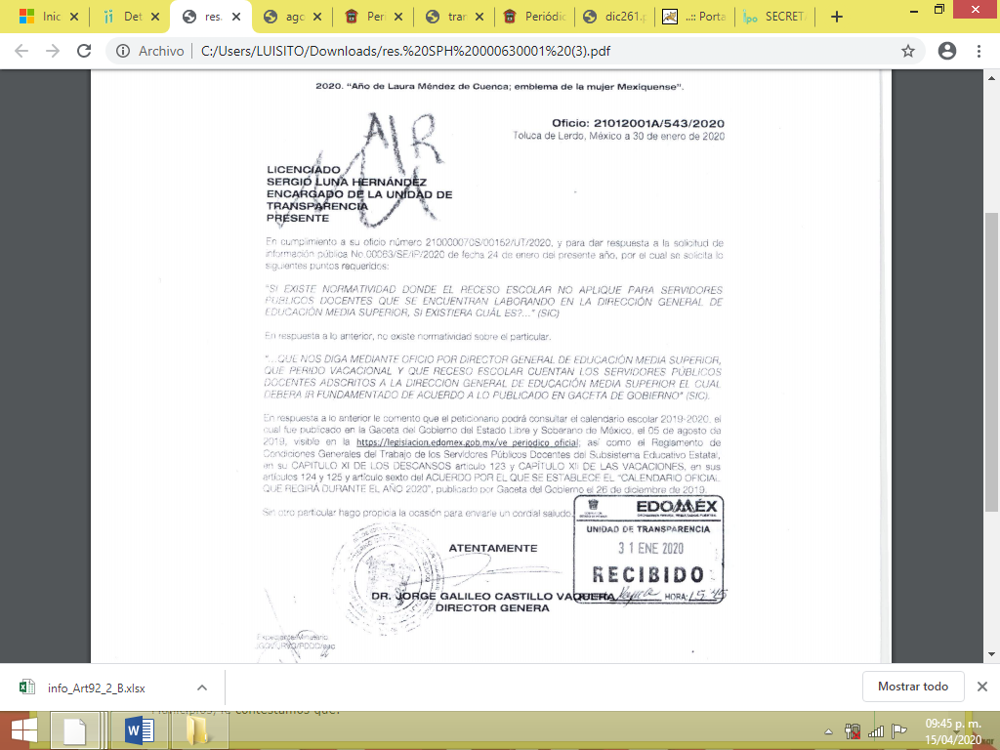 Inic
Det
res.
ago
Per
trar
Periódic
dic261.p
..:: Porta
SECRET
Archivo | C:/Users/LUISITO/Downloads/res.%20SPH%20000630001%20(3).pdf
2020. “Año de Laura Méndez de Cuenca; emblema de la mujer Mexiquense”.
Oficio: 21012001A/543/2020
Toluca de Lerdo, México a 30 de enero de 2020
AIR
LICENCIADO
SERGIO LUNA HERNÁNDEZ
ENCARGADO DE LA UNIDAD DE
TRANSPARENCIA
PRESENTE
En cumplimiento a su oficio número 210000070S/00152/UT/2020, y para dar respuesta a la solicitud de
información pública No.00063/SE/IP/2020 de fecha 24 de enero del presente año, por el cual se solicita lo
siguientes puntos requeridos:
“SI EXISTE NORMATIVIDAD DONDE EL RECESO ESCOLAR NO APLIQUE PARA SERVIDORES
PÚBLICOS DOCENTES QUE SE ENCUENTRAN LABORANDO EN LA DIRECCIÓN GENERAL DE
EDUCACIÓN MEDIA SUPERIOR, SI EXISTIERA CUÁL ES?...” (SIC)
En respuesta a lo anterior, no existe normatividad sobre el particular.
“...QUE NOS DIGA MEDIANTE OFICIO POR DIRECTOR GENERAL DE EDUCACIÓN MEDIA SUPERIOR,
QUE PERIDO VACACIONAL Y QUE RECESO ESCOLAR CUENTAN LOS SERVIDORES PÚBLICOS
DOCENTES ADSCRITOS A LA DIRECCION GENERAL DE EDUCACIÓN MEDIA SUPERIOR EL CUAL
DEBERA IR FUNDAMENTADO DE ACUERDO A LO PUBLICADO EN GACETA DE GOBIERNO” (SIC).
En respuesta a lo anterior le comento que el peticionario podrá consultar el calendario escolar 2019-2020, el
cual fue publicado en la Gaceta del Gobierno del Estado Libre y Soberano de México, el 05 de agosto de
2019, visible en la https://legislacion.edomex.gob.mx/ve_periodico_oficial; así como el Reglamento de
Condiciones Generales del Trabajo de los Servidores Públicos Docentes del Subsistema Educativo Estatal,
en su CAPITULO XI DE LOS DESCANSOS artículo 123 y CAPÍTULO XII DE LAS VACACIONES, en sus
artículos 124 y 125 y artículo sexto del ACUERDO POR EL QUE SE ESTABLECE EL “CALENDARIO OFICIAL
QUE REGIRÁ DURANTE EL AÑO 2020”, publicado por Gaceta del Gobierno el 26 de diciembre de 2019.
Sin otro particular hago propicia la ocasión para enviarle un cordial saludo.
EDOMÉX
UNIDAD DE TRANSPARENCIA
31 ENE 2020
RECIBIDO
HORA: 15:45
ATENTAMENTE
DR. JORGE GALILEO CASTILLO VAQUERA
DIRECTOR GENERA
Expediente/Minutario
info_Art92_2_B.xlsx
Mostrar todo
Municipios, le contestamos que:
09:45 p. m.
15/04/2020